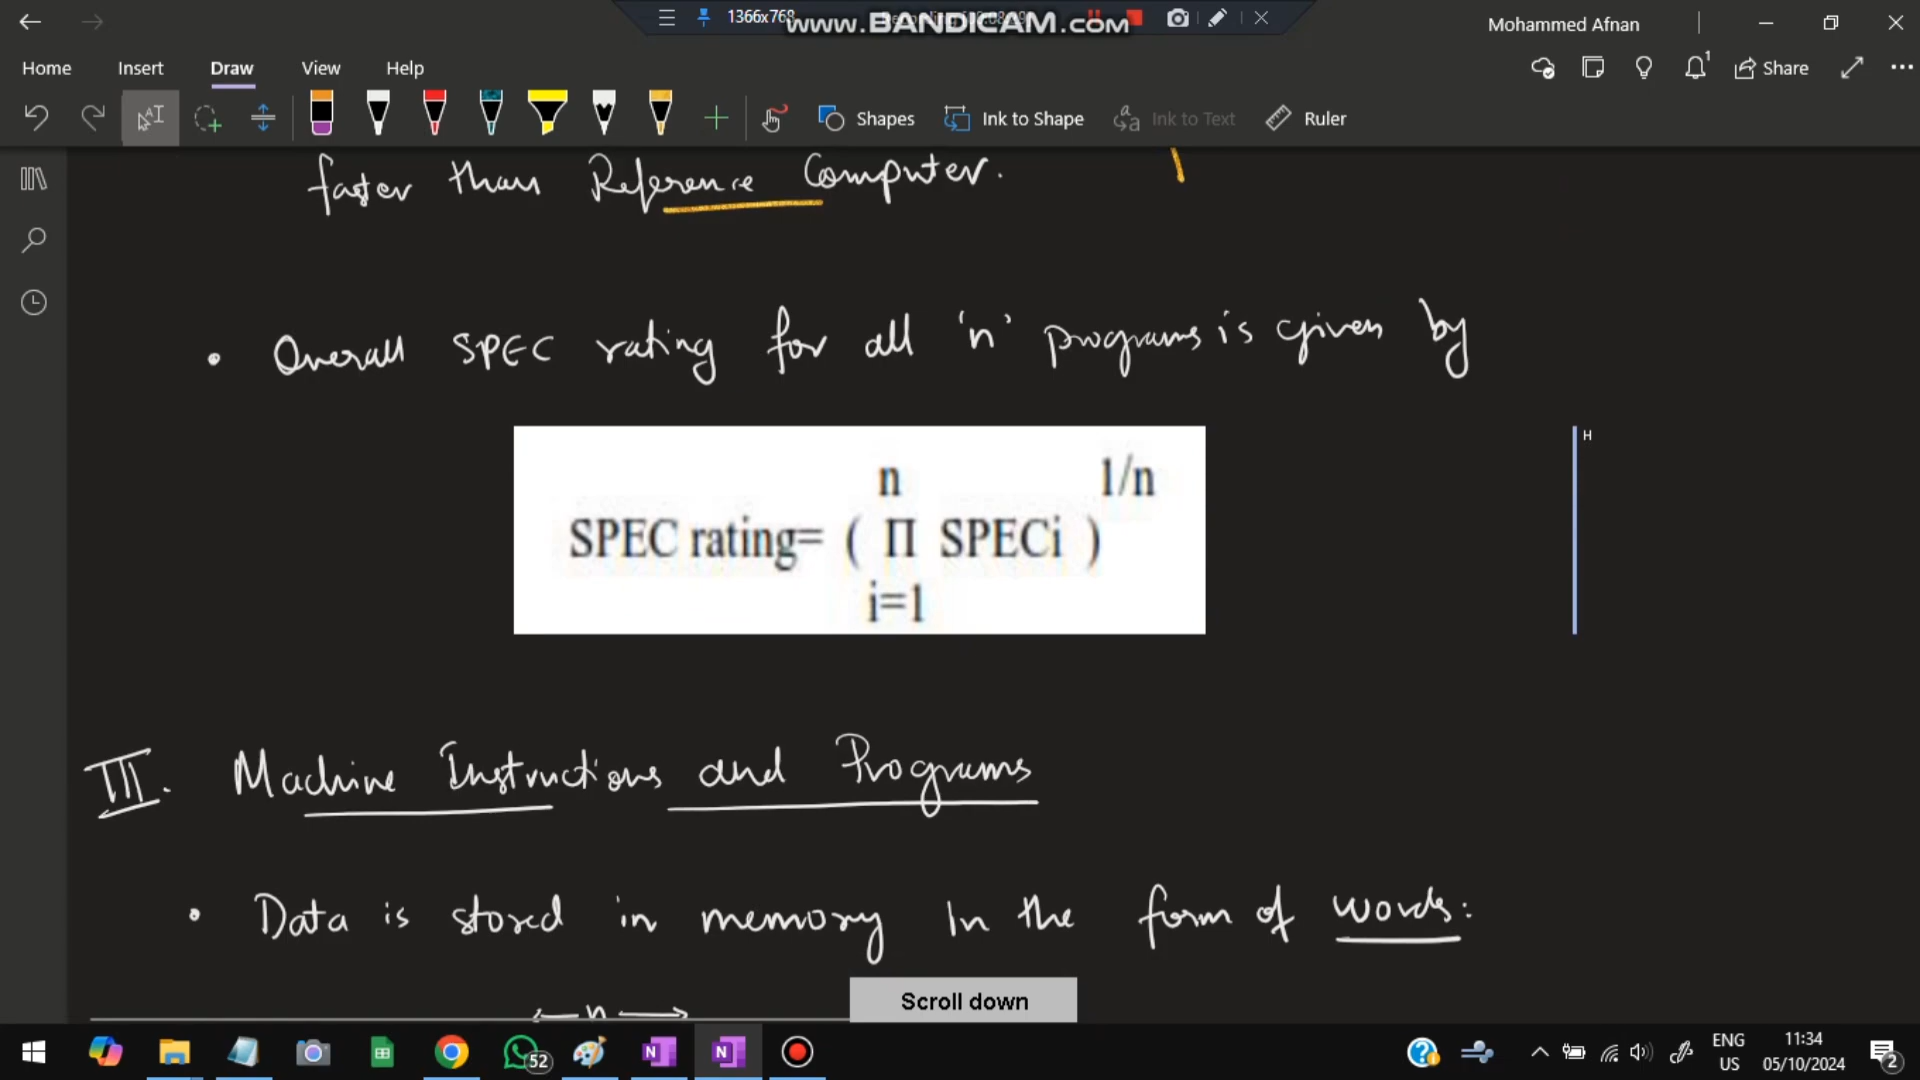 1366x768
www.BANDICAM.com
Mohammed Afnan
Home Insert Draw View Help
Share
Shapes Ink to Shape Ink to Text Ruler
faster than Reference Computer.
• Overall SPEC rating for all 'n' programs is given by
n 1/n
SPEC rating= ( Π SPECi )
i=1
H
III. Machine Instructions and Programs
• Data is stored in memory In the form of words:
n
Scroll down
52
ENG
US
11:34
05/10/2024
2